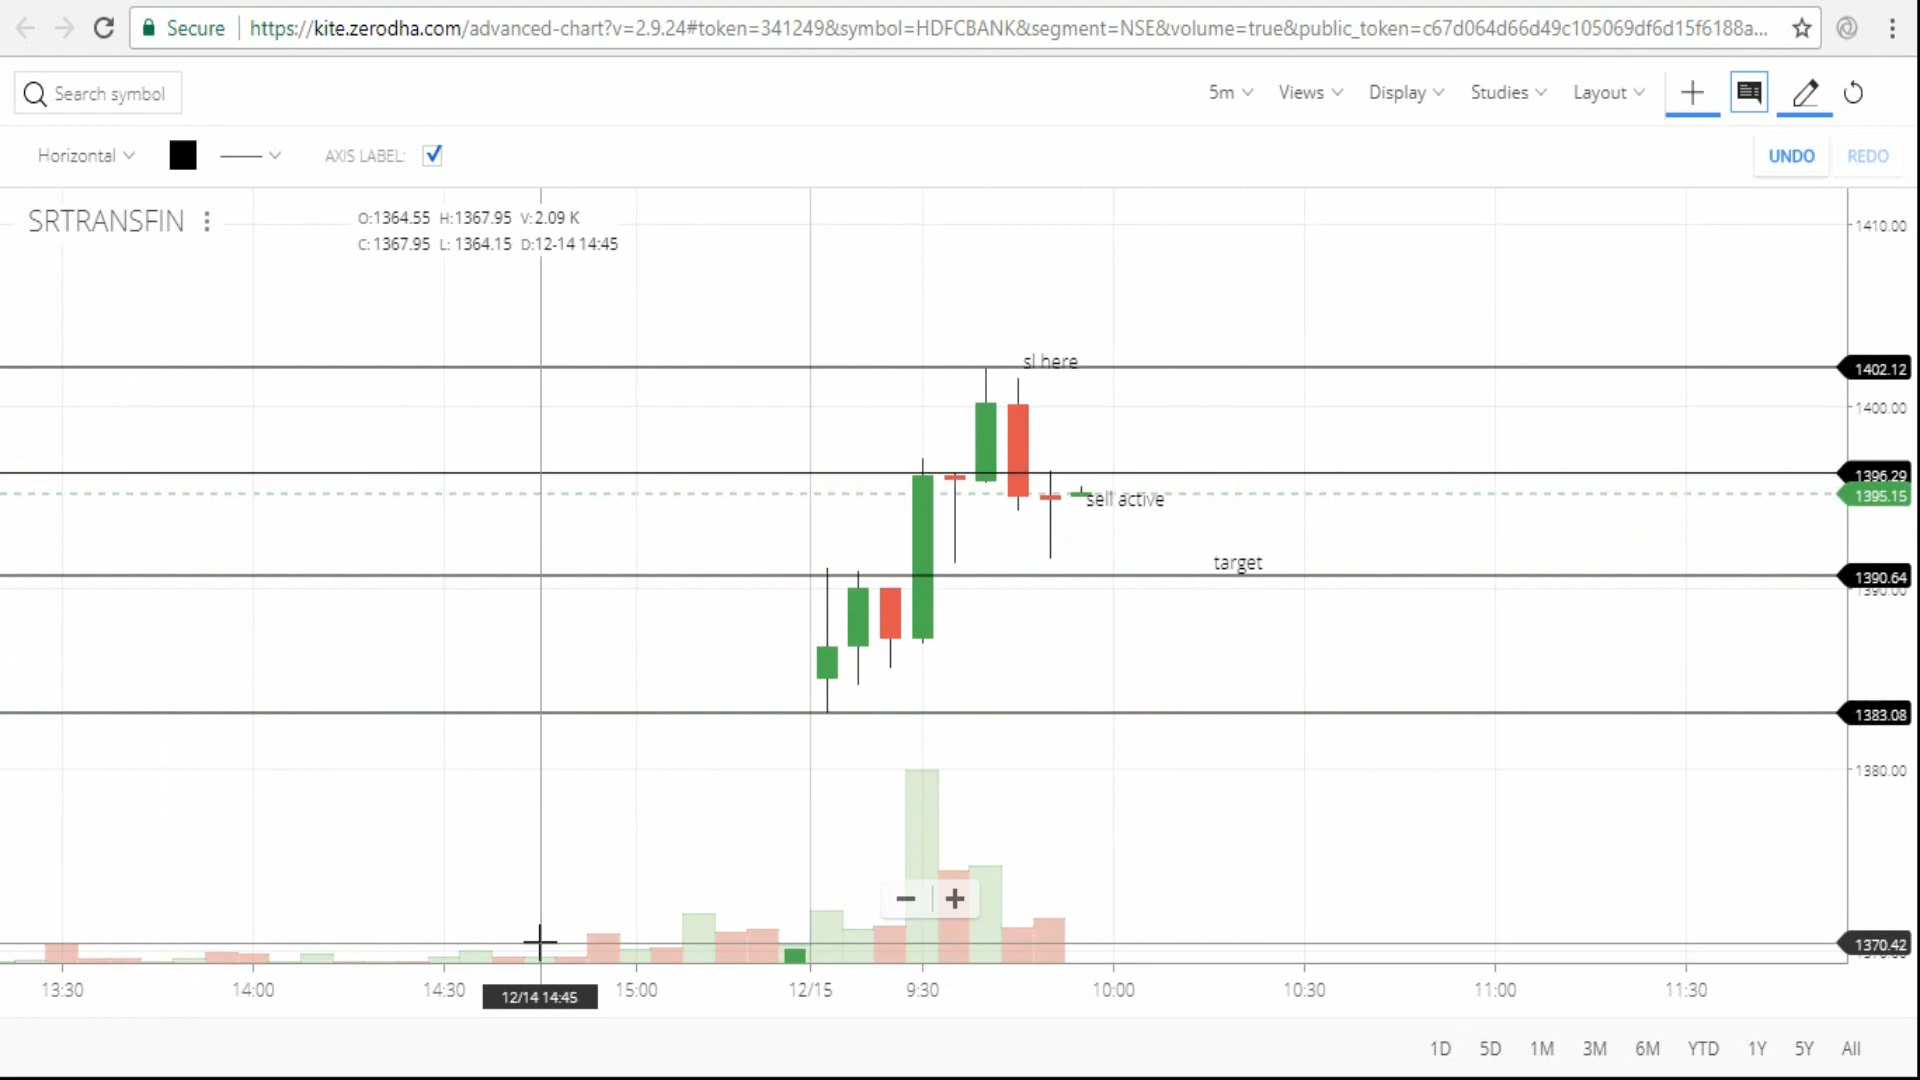 Secure https://kite.zerodha.com/advanced-chart?v=2.9.24#token=341249&symbol=HDFCBANK&segment=NSE&volume=true&public_token=c67d064d66d49c105069df6d15f6188a...
Search symbol 5m Views Display Studies Layout
Horizontal AXIS LABEL: UNDO REDO
SRTRANSFIN
O:1364.55 H:1367.95 V:2.09 K
C:1367.95 L:1364.15 D:12-14 14:45
1410.00
sl here
1402.12
1400.00
1396.29
1395.15
sell active
target
1390.64
1390.00
1383.08
1380.00
1370.42
13:30 14:00 14:30 12/14 14:45 15:00 12/15 9:30 10:00 10:30 11:00 11:30
1D 5D 1M 3M 6M YTD 1Y 5Y All